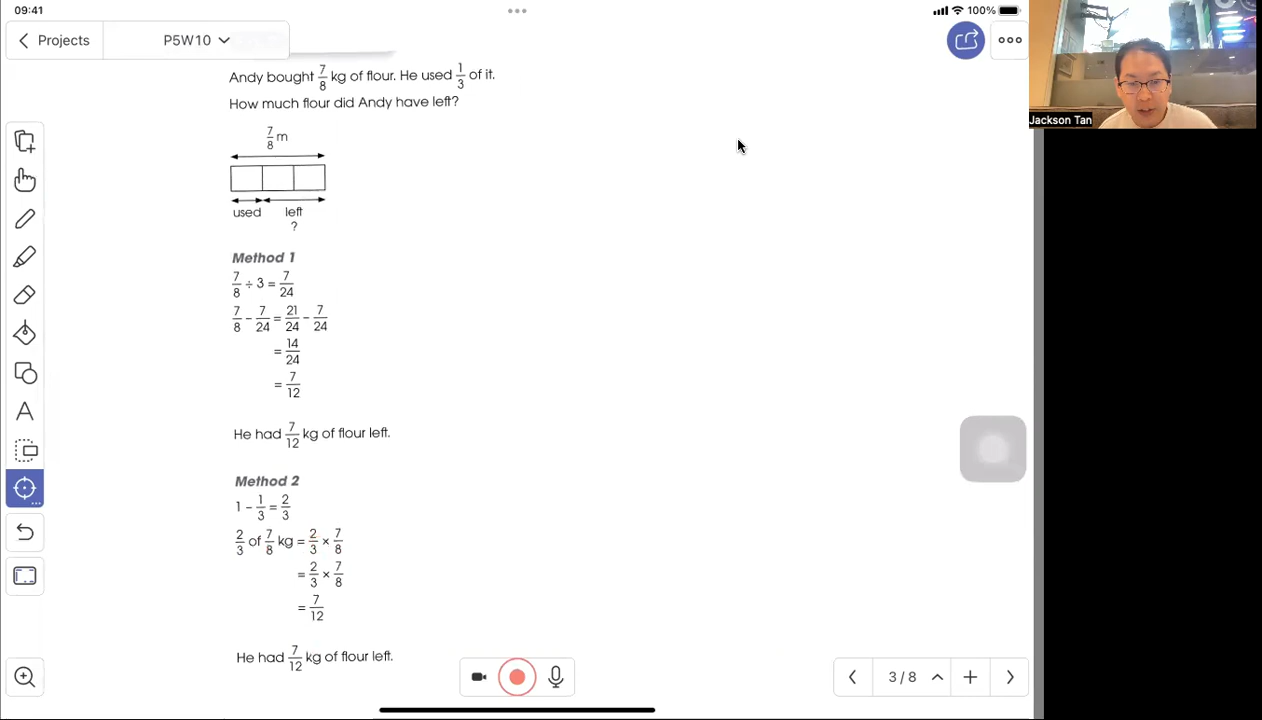 09:41
100%
Projects
P5W10
Andy bought 7/8 kg of flour. He used 1/3 of it.
How much flour did Andy have left?
7/8 m
used left
?
Method 1
7/8 ÷ 3 = 7/24
7/8 - 7/24 = 21/24 - 7/24
= 14/24
= 7/12
He had 7/12 kg of flour left.
Method 2
1 - 1/3 = 2/3
2/3 of 7/8 kg = 2/3 × 7/8
= 2/3 × 7/8
= 7/12
He had 7/12 kg of flour left.
A
3 / 8
Jackson Tan